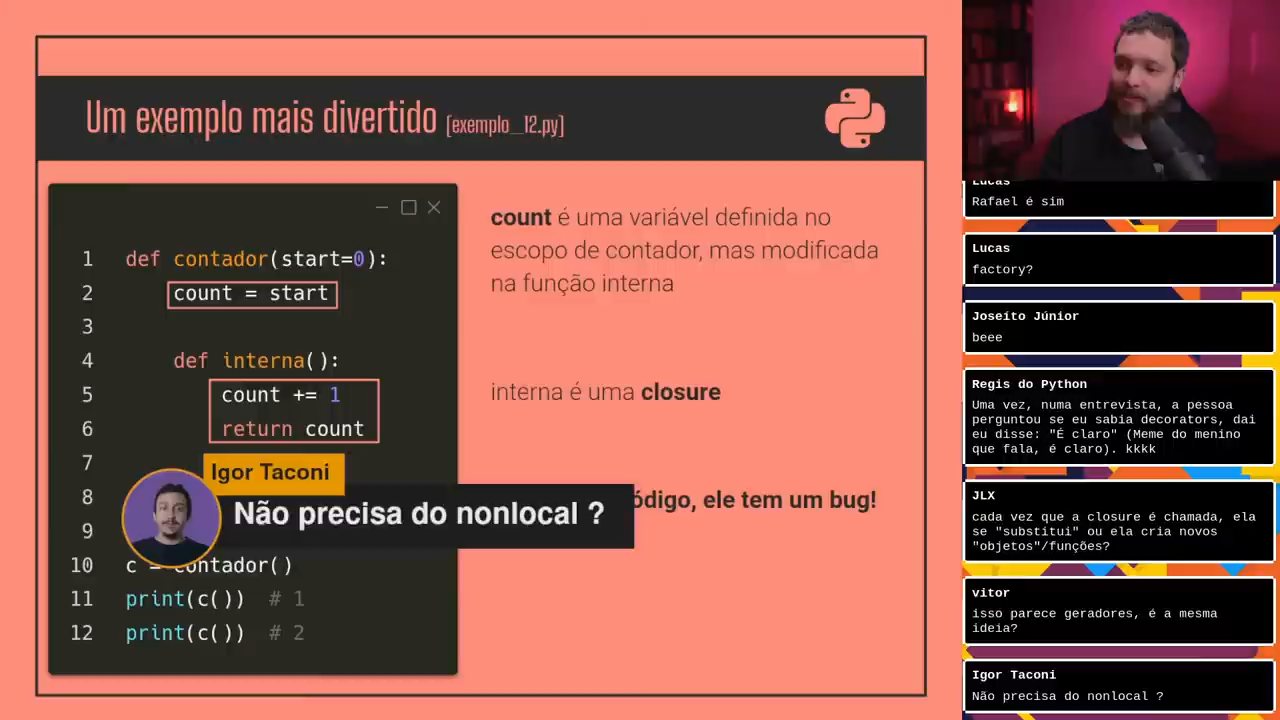 Um exemplo mais divertido [exemplo_12.py]
1 def contador(start=0):
2 count = start
3
4 def interna():
5 count += 1
6 return count
7
8
9
10 c = contador()
11 print(c()) # 1
12 print(c()) # 2
count é uma variável definida no
escopo de contador, mas modificada
na função interna
interna é uma closure
ódigo, ele tem um bug!
Igor Taconi
Não precisa do nonlocal ?
Lucas
Rafael é sim
Lucas
factory?
Joseíto Júnior
beee
Regis do Python
Uma vez, numa entrevista, a pessoa
perguntou se eu sabia decorators, dai
eu disse: "É claro" (Meme do menino
que fala, é claro). kkkk
JLX
cada vez que a closure é chamada, ela
se "substitui" ou ela cria novos
"objetos"/funções?
vitor
isso parece geradores, é a mesma
ideia?
Igor Taconi
Não precisa do nonlocal ?